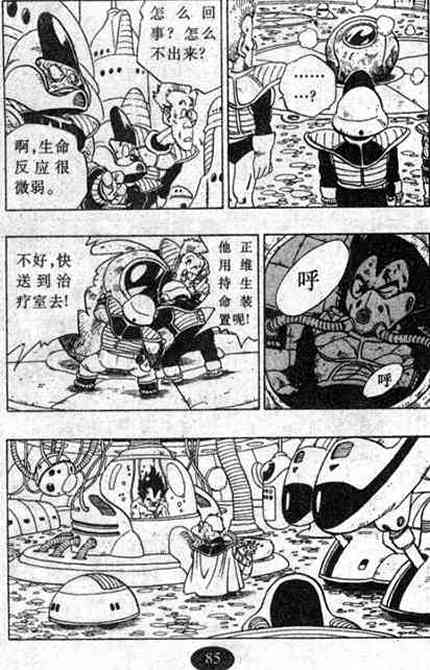 ……
…?
怎么回
事？怎么
不出来？
啊，生命
反应很
微弱。
呼
呼
他正
用维
持生
命装
置呢！
不好，快
送到治
疗室去！
85